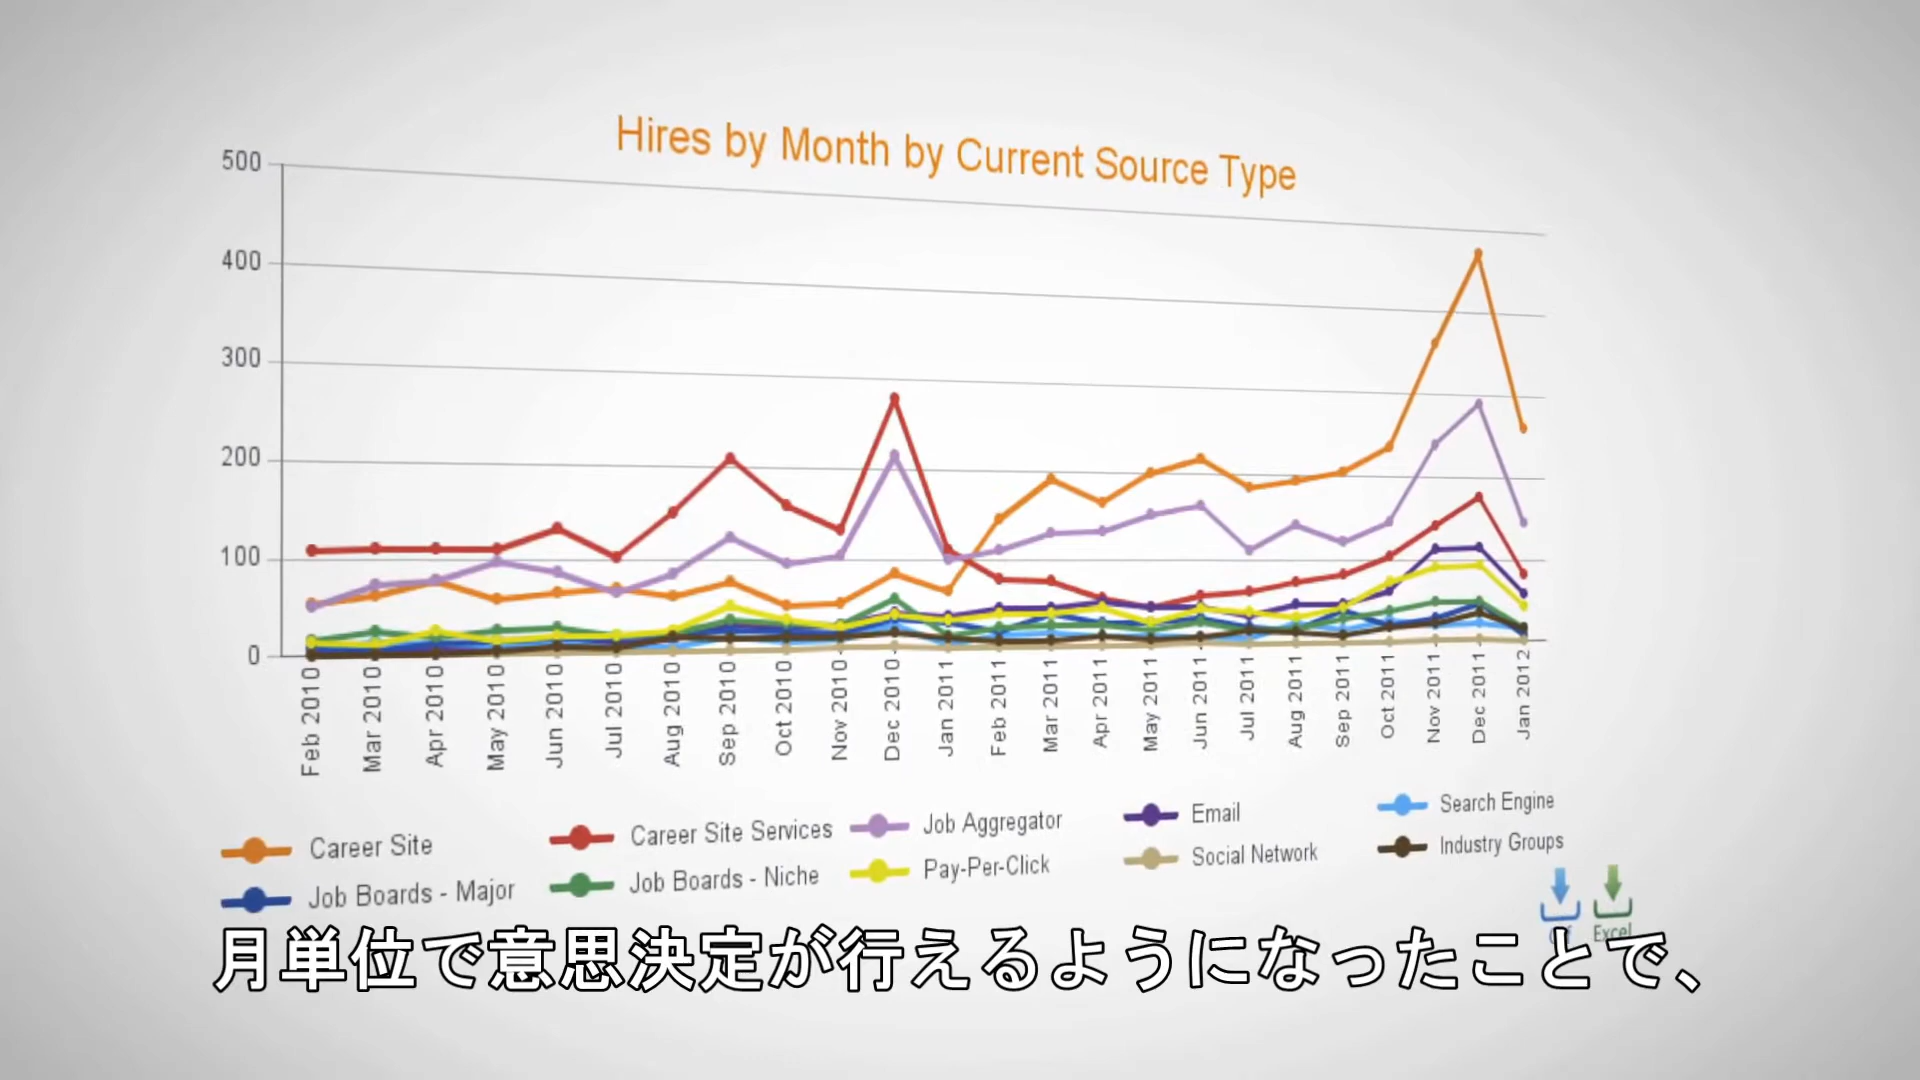 Hires by Month by Current Source Type
500
400
300
200
100
0
Feb 2010
Mar 2010
Apr 2010
May 2010
Jun 2010
Jul 2010
Aug 2010
Sep 2010
Oct 2010
Nov 2010
Dec 2010
Jan 2011
Feb 2011
Mar 2011
Apr 2011
May 2011
Jun 2011
Jul 2011
Aug 2011
Sep 2011
Oct 2011
Nov 2011
Dec 2011
Jan 2012
Career Site
Career Site Services
Job Aggregator
Email
Search Engine
Job Boards - Major
Job Boards - Niche
Pay-Per-Click
Social Network
Industry Groups
Excel
月単位で意思決定が行えるようになったことで、